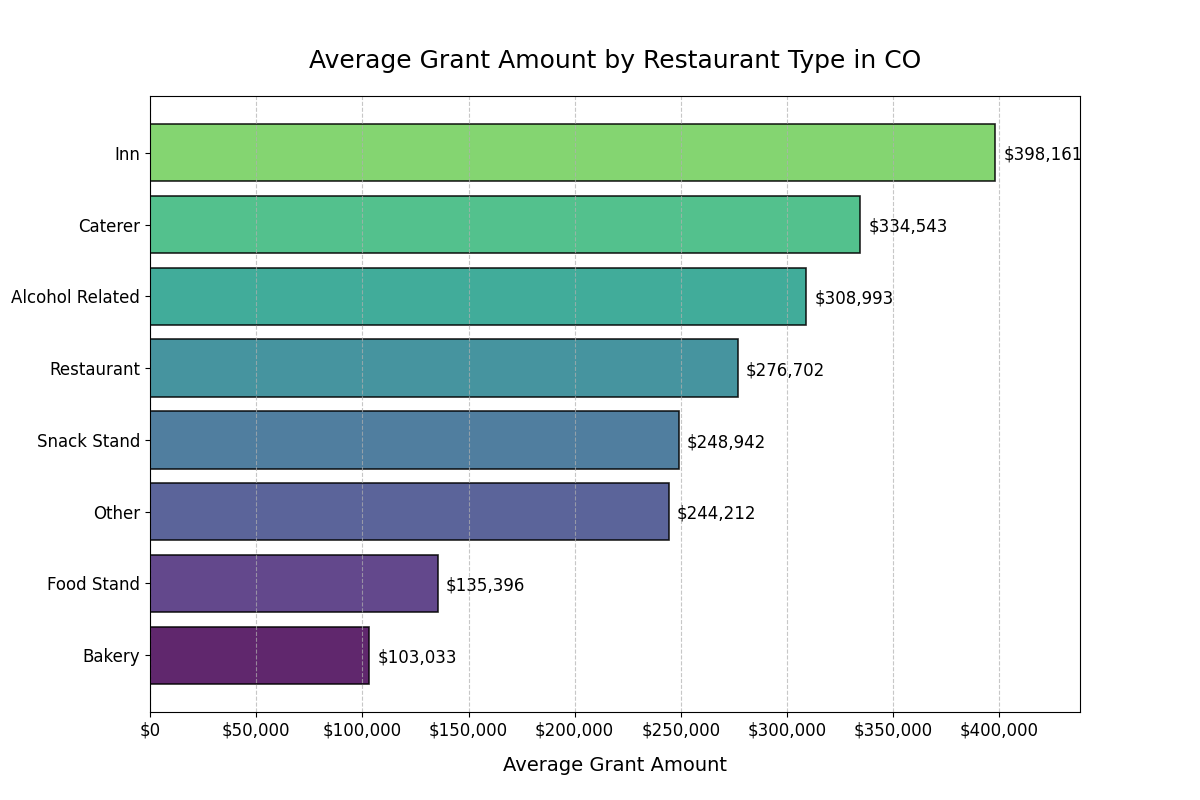 Average Grant Amount by Restaurant Type in CO
Inn
$398,161
Caterer
$334,543
Alcohol Related
$308,993
Restaurant
$276,702
Snack Stand
$248,942
Other
$244,212
Food Stand
$135,396
Bakery
$103,033
$0 $50,000 $100,000 $150,000 $200,000 $250,000 $300,000 $350,000 $400,000
Average Grant Amount